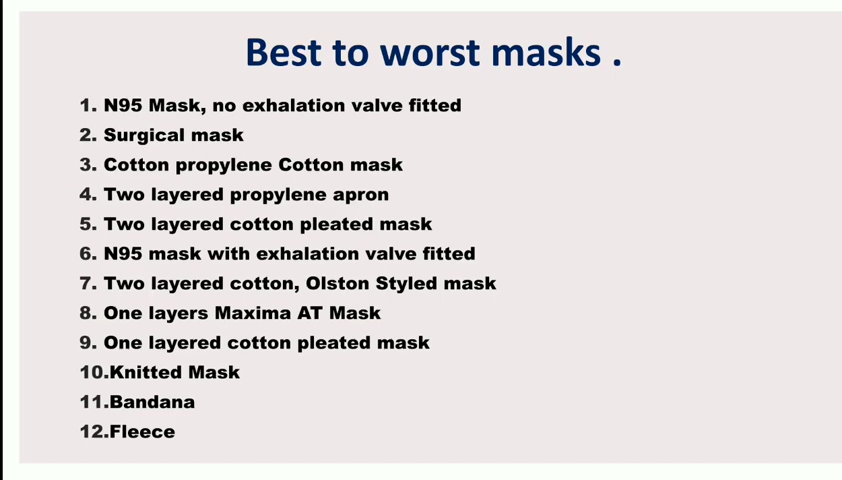 Best to worst masks .
1. N95 Mask, no exhalation valve fitted
2. Surgical mask
3. Cotton propylene Cotton mask
4. Two layered propylene apron
5. Two layered cotton pleated mask
6. N95 mask with exhalation valve fitted
7. Two layered cotton, Olston Styled mask
8. One layers Maxima AT Mask
9. One layered cotton pleated mask
10.Knitted Mask
11.Bandana
12.Fleece